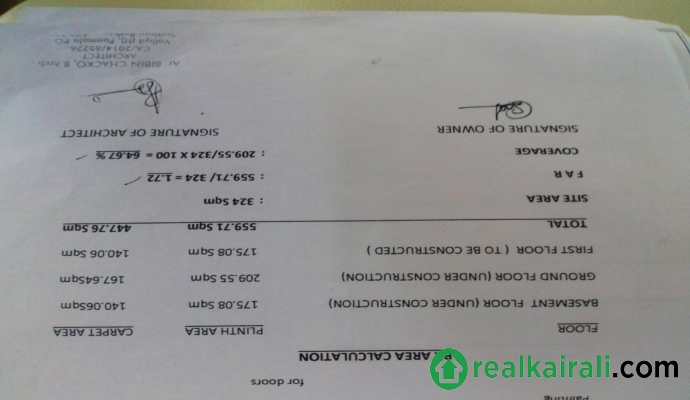 Painting
for doors
AREA CALCULATION
FLOOR PLINTH AREA CARPET AREA
BASEMENT FLOOR (UNDER CONSTRUCTION) 175.08 Sqm 140.06Sqm
GROUND FLOOR (UNDER CONSTRUCTION) 209.55 Sqm 167.64Sqm
FIRST FLOOR ( TO BE CONSTRUCTED ) 175.08 Sqm 140.06 Sqm
TOTAL 559.71 Sqm 447.76 Sqm
SITE AREA : 324 Sqm
F A R : 559.71/ 324 = 1.72
COVERAGE : 209.55/324 X 100 = 64.67 %
SIGNATURE OF OWNER SIGNATURE OF ARCHITECT
Ar. BIBIN CHACKO, B.Arch
ARCHITECT
CA/2014/65226
realkairali.com